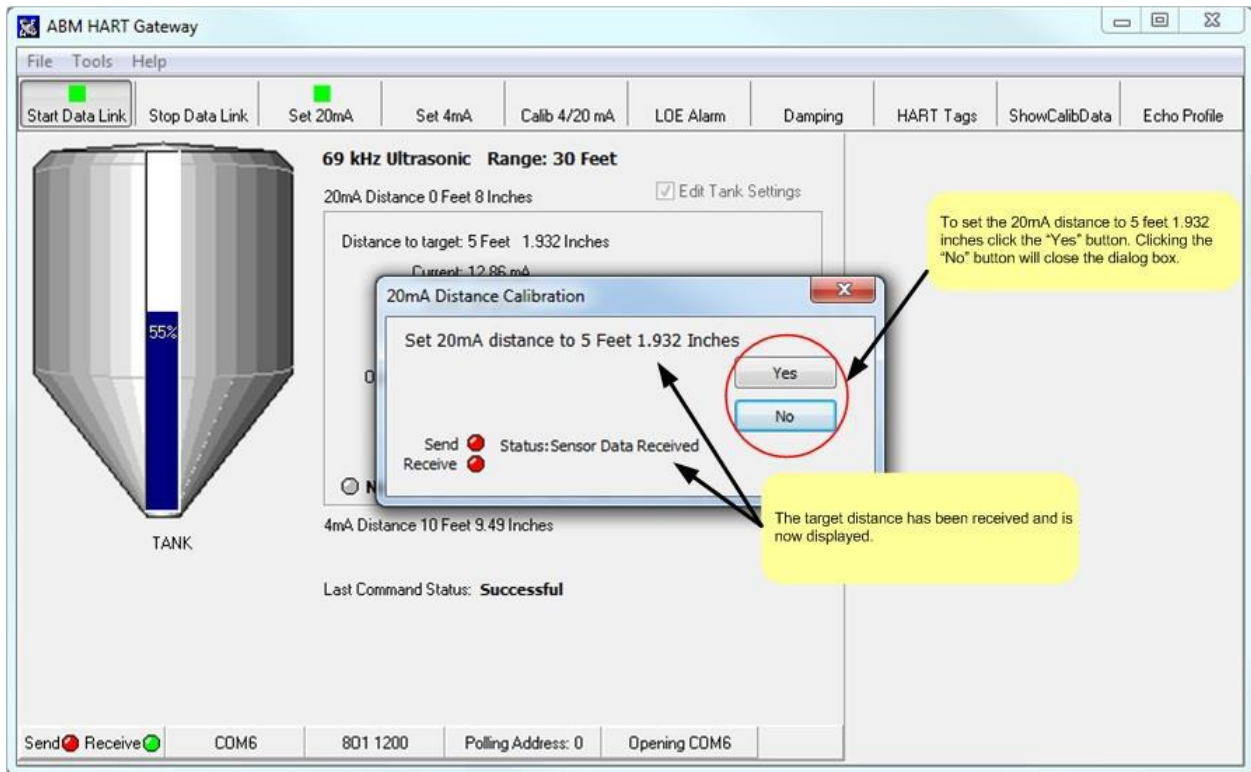 ABM HART Gateway
File Tools Help
Start Data Link Stop Data Link Set 20mA Set 4mA Calib 4/20 mA LOE Alarm Damping HART Tags ShowCalibData Echo Profile
69 kHz Ultrasonic Range: 30 Feet
20mA Distance 0 Feet 8 Inches
Edit Tank Settings
Distance to target: 5 Feet 1.932 Inches
Current: 12.86 mA
To set the 20mA distance to 5 feet 1.932
inches click the “Yes” button. Clicking the
“No” button will close the dialog box.
20mA Distance Calibration
Set 20mA distance to 5 Feet 1.932 Inches
Yes
No
Send Status:Sensor Data Received
Receive
55%
TANK
4mA Distance 10 Feet 9.49 Inches
The target distance has been received and is
now displayed.
Last Command Status: Successful
Send Receive COM6 8O1 1200 Polling Address: 0 Opening COM6